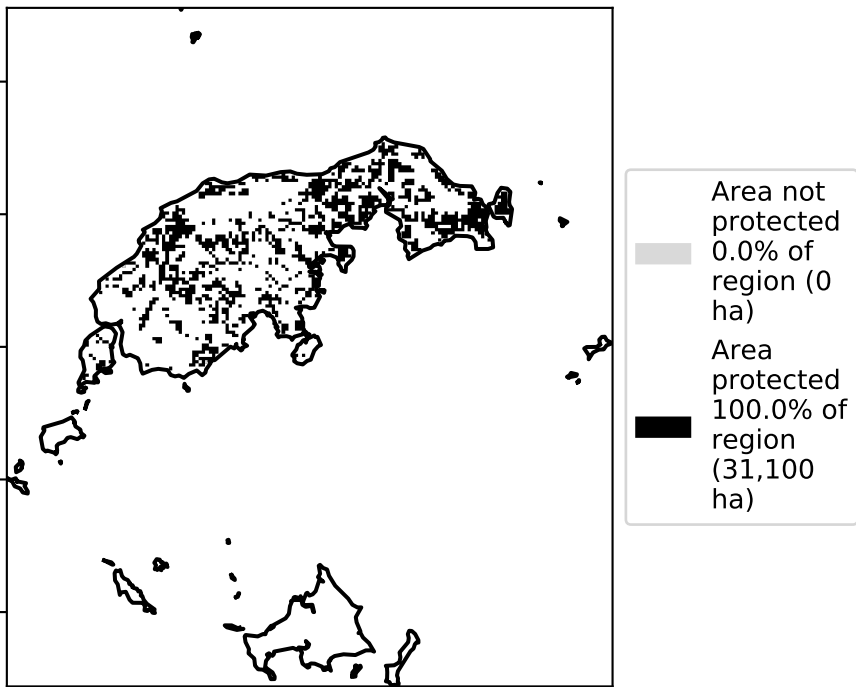 Area not
protected
0.0% of
region (0
ha)
Area
protected
100.0% of
region
(31,100
ha)